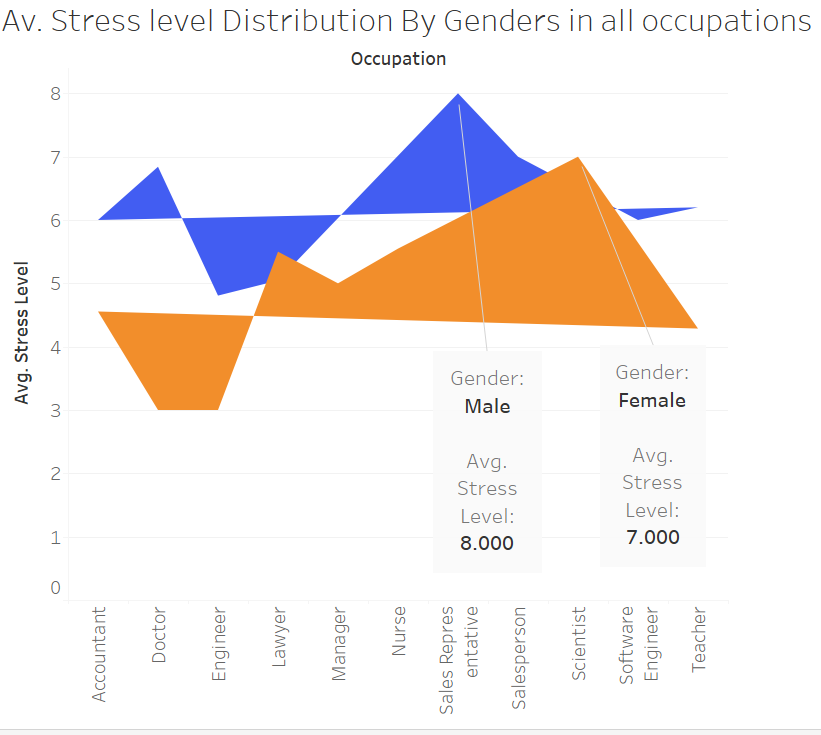 Av. Stress level Distribution By Genders in all occupations
Occupation
Avg. Stress Level
8
7
6
5
4
3
2
1
0
Gender:
Male
Avg.
Stress
Level:
8.000
Gender:
Female
Avg.
Stress
Level:
7.000
Accountant
Doctor
Engineer
Lawyer
Manager
Nurse
Sales Repres
entative
Salesperson
Scientist
Software
Engineer
Teacher